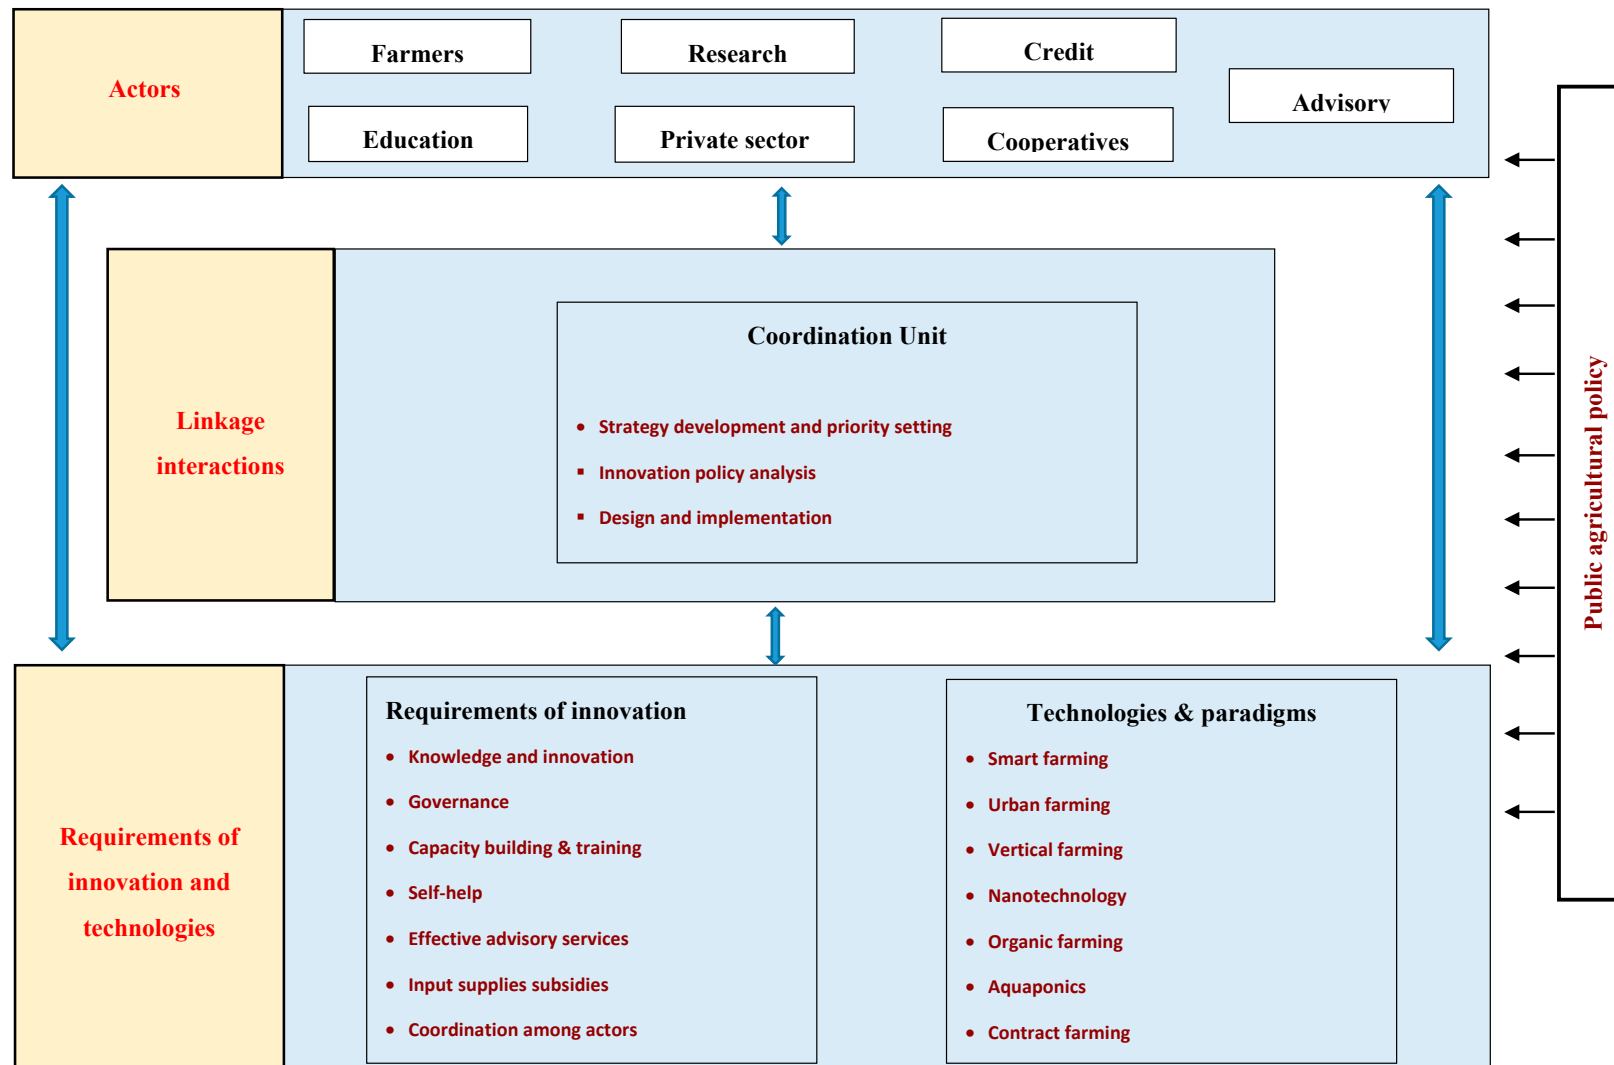 Actors
Farmers
Research
Credit
Advisory
Education
Private sector
Cooperatives
Linkage
interactions
Coordination Unit
• Strategy development and priority setting
▪ Innovation policy analysis
▪ Design and implementation
Requirements of
innovation and
technologies
Requirements of innovation
• Knowledge and innovation
• Governance
• Capacity building & training
• Self-help
• Effective advisory services
• Input supplies subsidies
• Coordination among actors
Technologies & paradigms
• Smart farming
• Urban farming
• Vertical farming
• Nanotechnology
• Organic farming
• Aquaponics
• Contract farming
Public agricultural policy